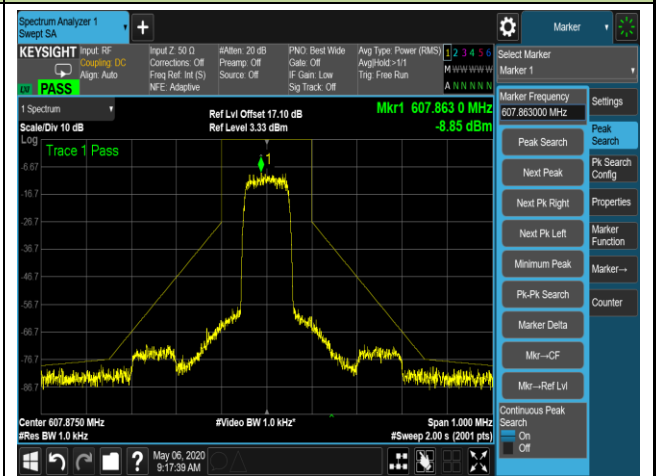 Spectrum Analyzer 1
Swept SA
+
Marker
KEYSIGHT
Input: RF
Coupling: DC
Align: Auto
Input Z: 50 Ω
Corrections: Off
Freq Ref: Int (S)
NFE: Adaptive
#Atten: 20 dB
Preamp: Off
Source: Off
PNO: Best Wide
Gate: Off
IF Gain: Low
Sig Track: Off
Avg Type: Power (RMS)
Avg|Hold:>1/1
Trig: Free Run
1 2 3 4 5 6
M W W W W W
A N N N N N
PASS
Select Marker
Marker 1
1 Spectrum
Scale/Div 10 dB
Log
Ref Lvl Offset 17.10 dB
Ref Level 3.33 dBm
Mkr1 607.863 0 MHz
-8.85 dBm
Trace 1 Pass
1
-6.67
-16.7
-26.7
-36.7
-46.7
-56.7
-66.7
-76.7
-86.7
Center 607.8750 MHz
#Res BW 1.0 kHz
#Video BW 1.0 kHz*
Span 1.000 MHz
#Sweep 2.00 s (2001 pts)
Marker Frequency
607.863000 MHz
Peak Search
Next Peak
Next Pk Right
Next Pk Left
Minimum Peak
Pk-Pk Search
Marker Delta
Mkr→CF
Mkr→Ref Lvl
Continuous Peak
Search
On
Off
Settings
Peak
Search
Pk Search
Config
Properties
Marker
Function
Marker→
Counter
?
May 06, 2020
9:17:39 AM